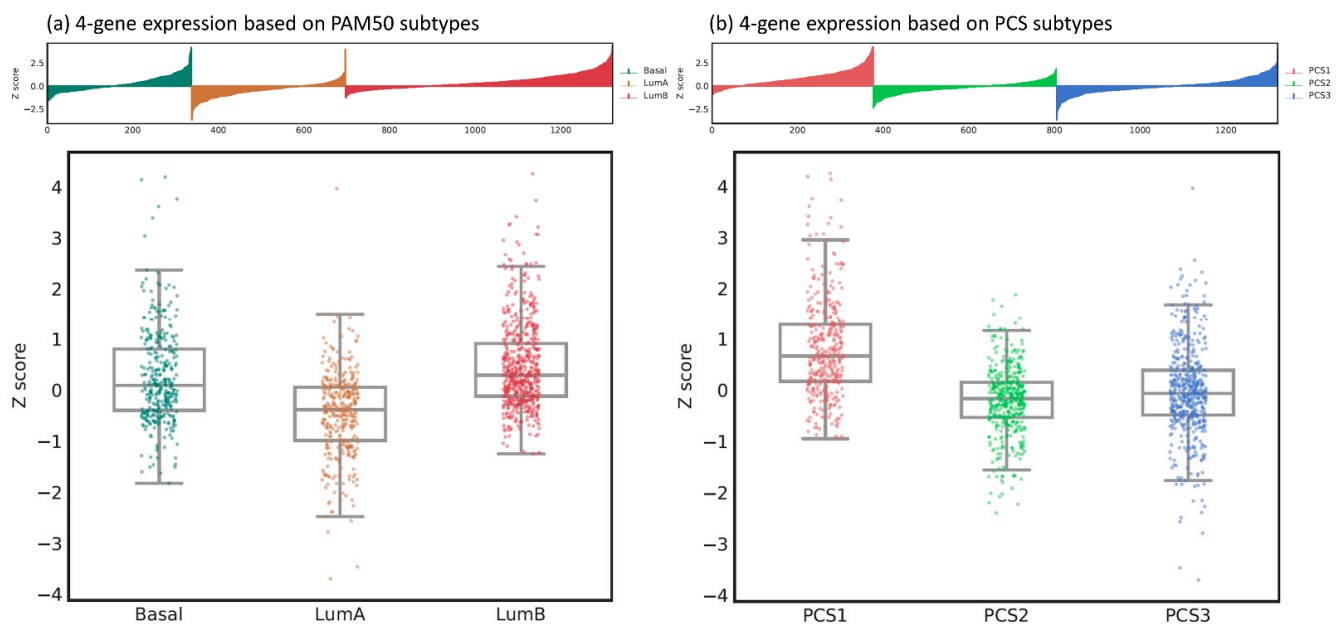 (a) 4-gene expression based on PAM50 subtypes
Z score
2.5
0.0
−2.5
0
200
400
600
800
1000
1200
Basal
LumA
LumB
Z score
4
3
2
1
0
−1
−2
−3
−4
Basal
LumA
LumB
(b) 4-gene expression based on PCS subtypes
Z score
2.5
0.0
−2.5
0
200
400
600
800
1000
1200
PCS1
PCS2
PCS3
Z score
4
3
2
1
0
−1
−2
−3
−4
PCS1
PCS2
PCS3